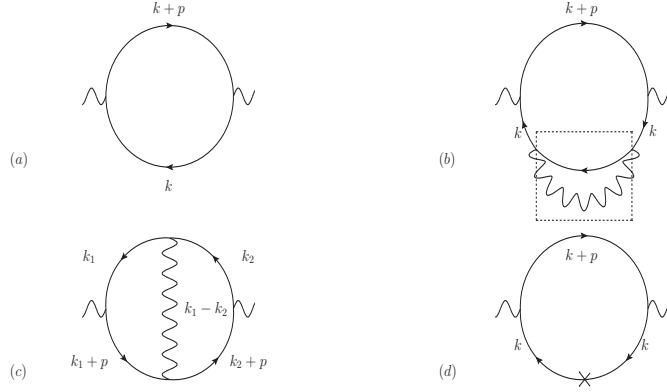 k + p
k + p
k
k
(a)
(b)
k
k + p
k1
k2
k1 − k2
k
k
k1 + p
k2 + p
(c)
(d)